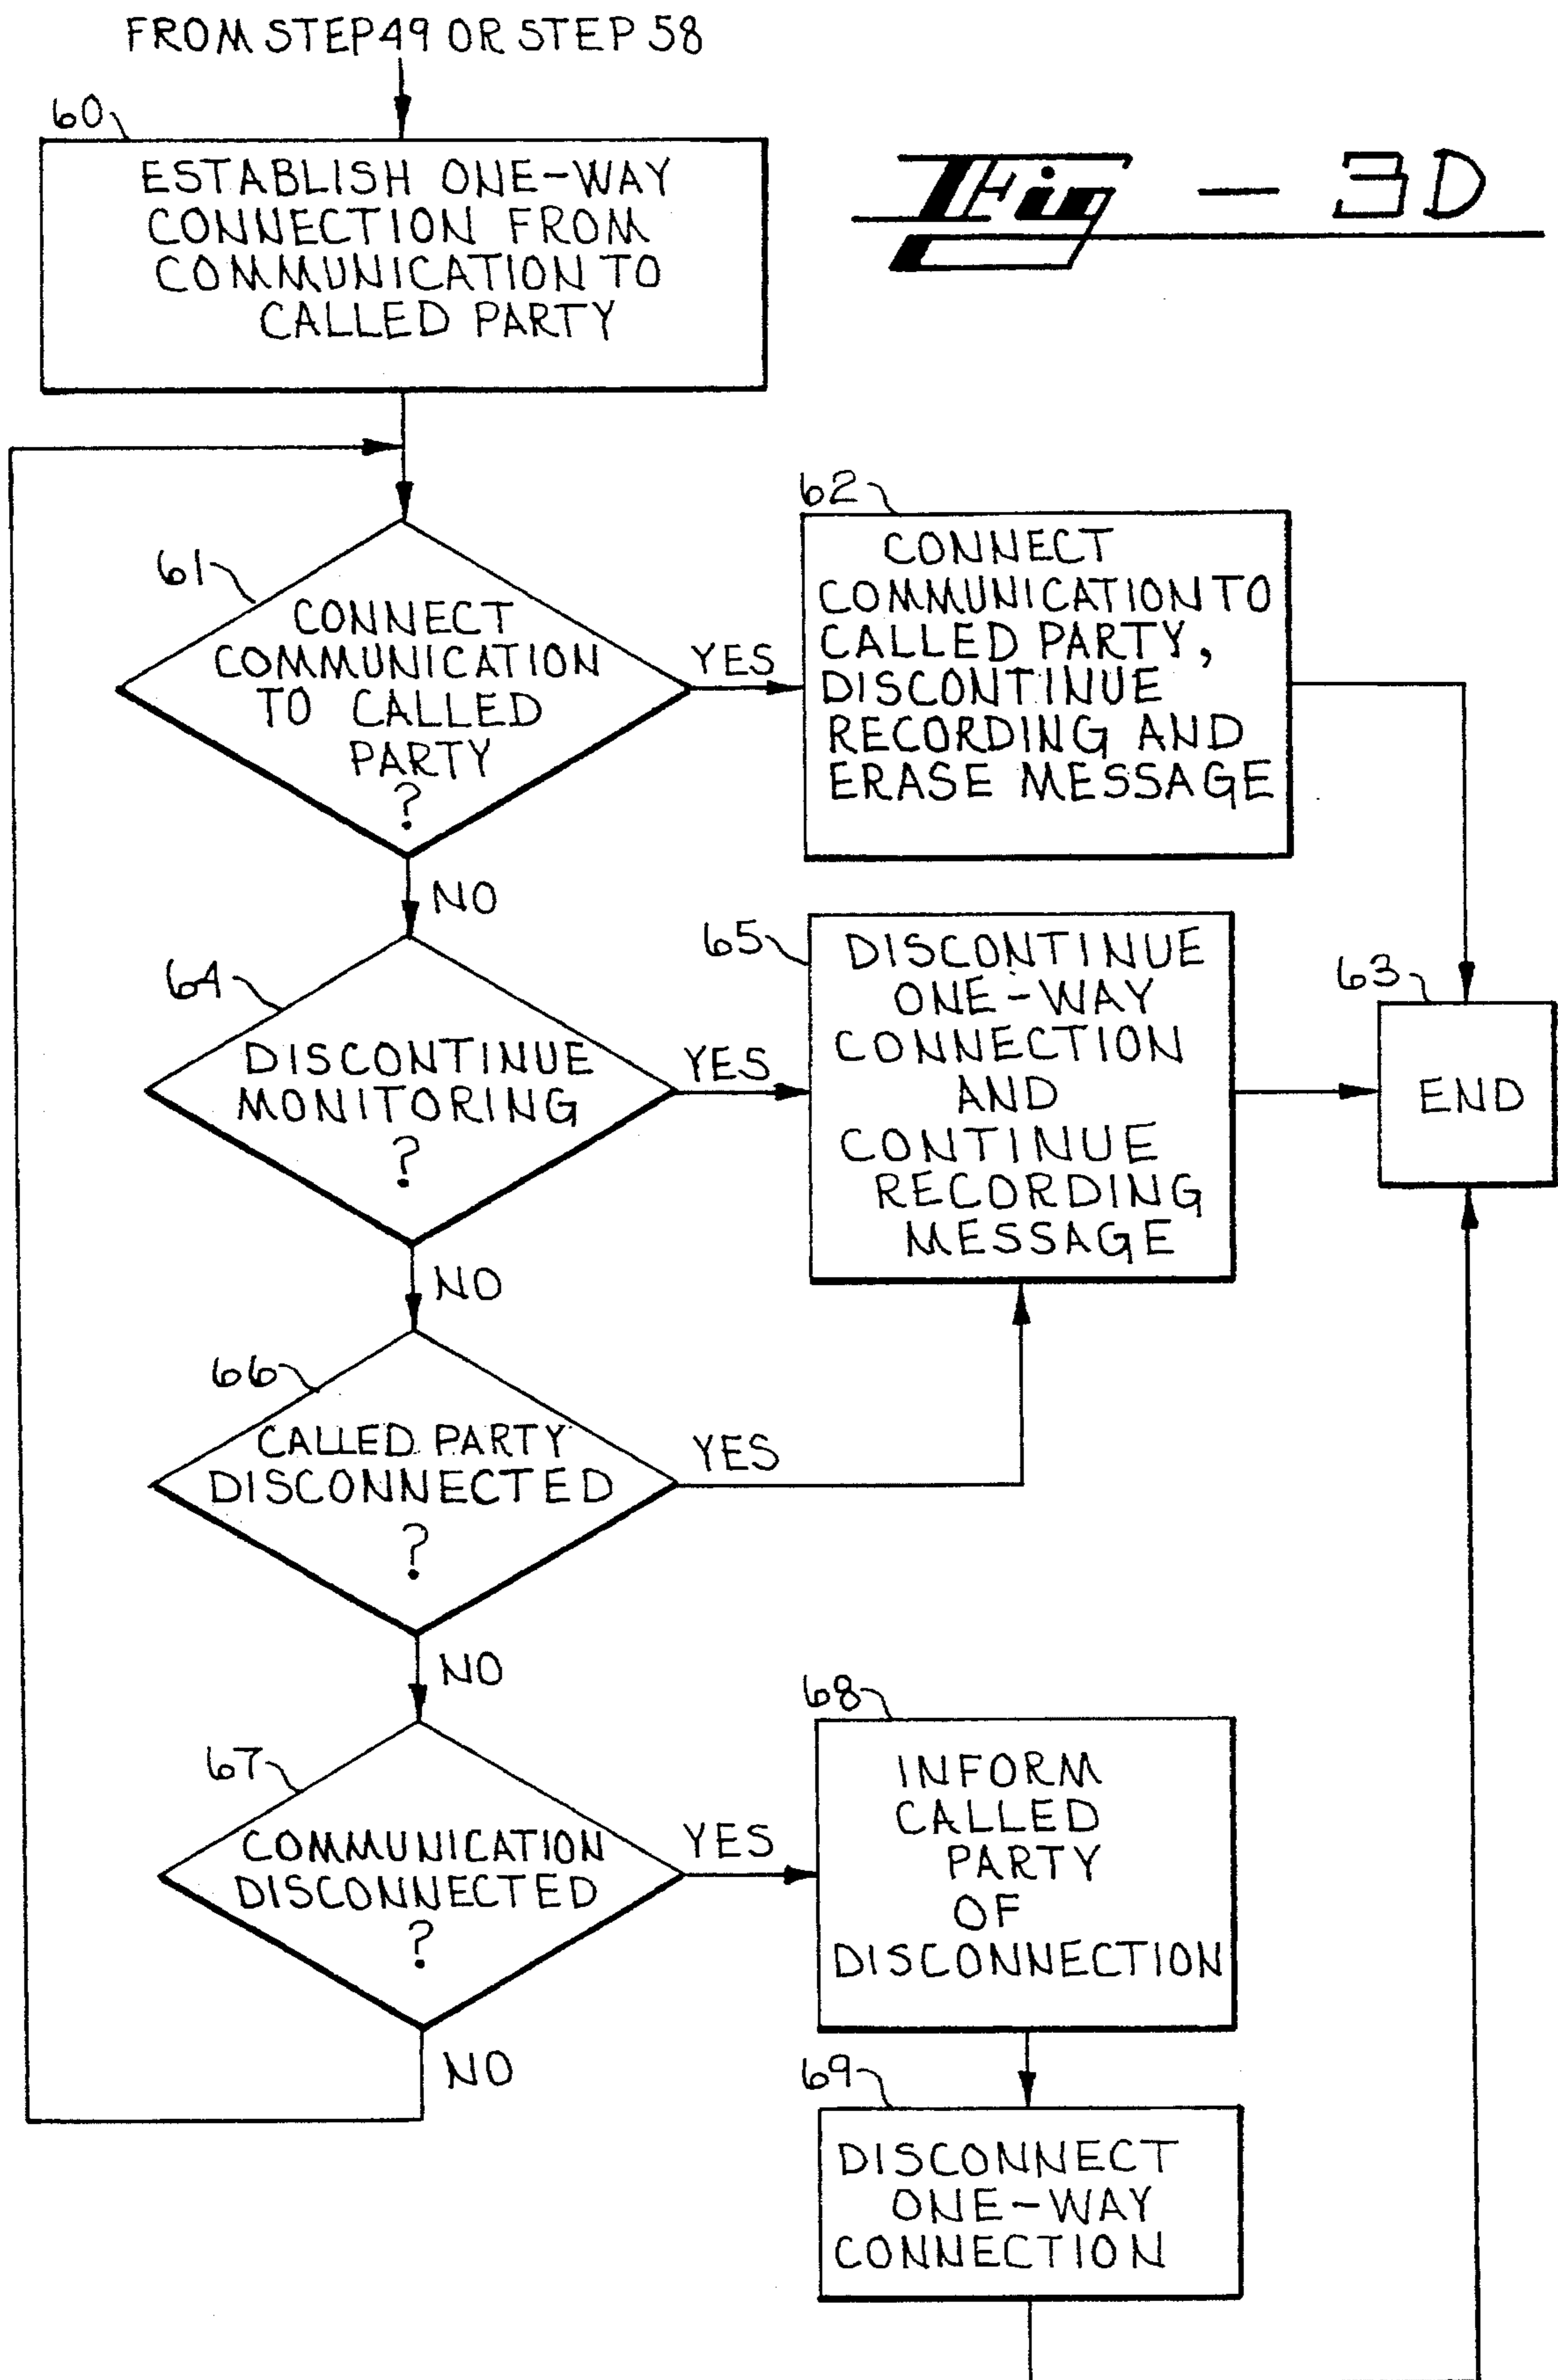 FROM STEP 49 OR STEP 58
60
ESTABLISH ONE-WAY
CONNECTION FROM
COMMUNICATION TO
CALLED PARTY
Fig - 3D
61
CONNECT
COMMUNICATION
TO CALLED
PARTY
?
YES
62
CONNECT
COMMUNICATION TO
CALLED PARTY,
DISCONTINUE
RECORDING AND
ERASE MESSAGE
NO
64
DISCONTINUE
MONITORING
?
YES
65
DISCONTINUE
ONE-WAY
CONNECTION
AND
CONTINUE
RECORDING
MESSAGE
63
END
NO
66
CALLED PARTY
DISCONNECTED
?
YES
NO
67
COMMUNICATION
DISCONNECTED
?
YES
68
INFORM
CALLED
PARTY
OF
DISCONNECTION
NO
69
DISCONNECT
ONE-WAY
CONNECTION